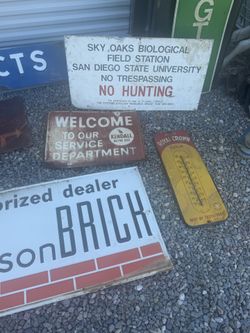 CTS
GT
SKY OAKS BIOLOGICAL
FIELD STATION
SAN DIEGO STATE UNIVERSITY
NO TRESPASSING
NO HUNTING
WELCOME
TO OUR
SERVICE
DEPARTMENT
KENDALL
ROYAL CROWN
orized dealer
son BRICK